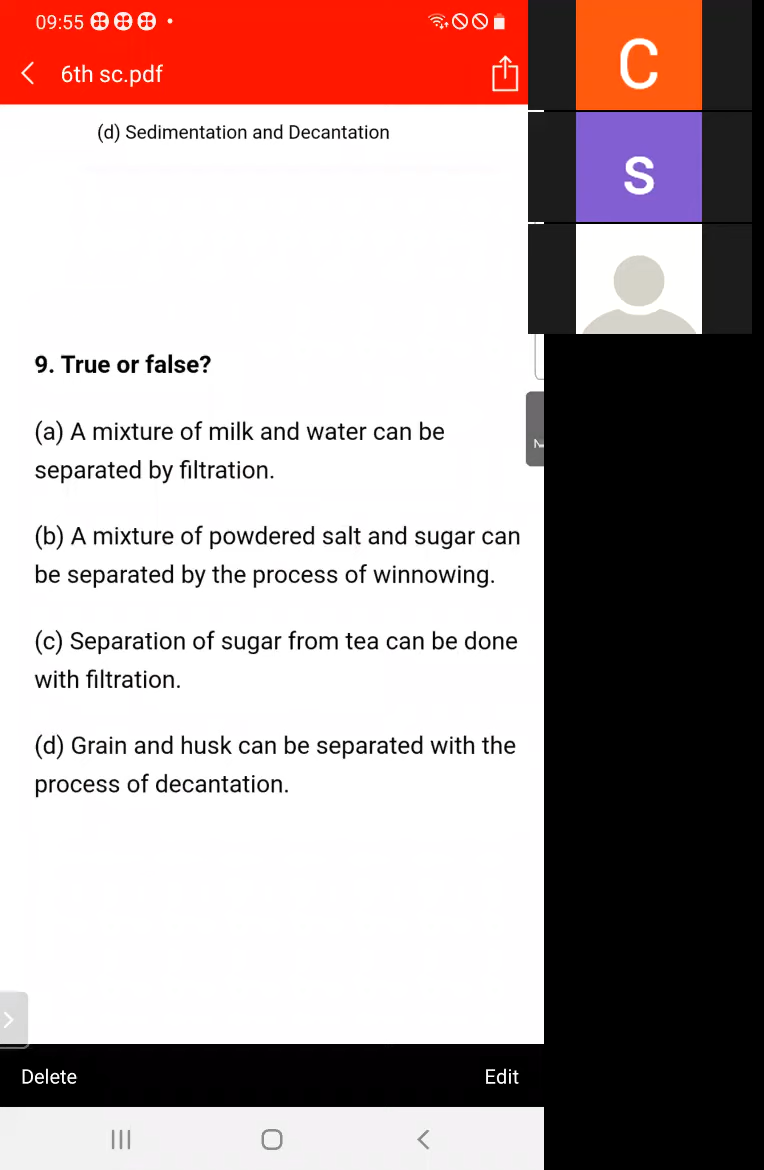 09:55
6th sc.pdf
C
(d) Sedimentation and Decantation
S
9. True or false?
(a) A mixture of milk and water can be
separated by filtration.
(b) A mixture of powdered salt and sugar can
be separated by the process of winnowing.
(c) Separation of sugar from tea can be done
with filtration.
(d) Grain and husk can be separated with the
process of decantation.
Delete
Edit